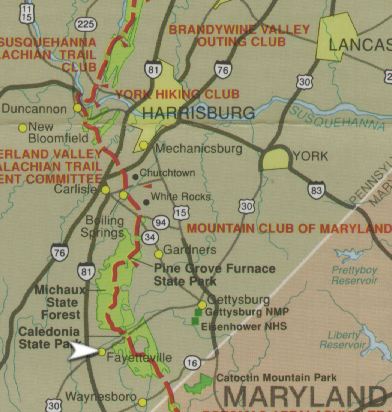 11
15
225
SUSQUEHANNA
LACHIAN TRAIL
CLUB
BRANDYWINE VALLEY
OUTING CLUB
LANCAS
81
76
Duncannon
YORK HIKING CLUB
HARRISBURG
SUSQUEHANNA
New
Bloomfield
Mechanicsburg
ERLAND VALLEY
ALACHIAN TRAIL
ENT COMMITTEE
YORK
Churchtown
Carlisle
White Rocks
83
PENNSY
MARY
94
15
Boiling
Springs
34
30
MOUNTAIN CLUB OF MARYLAND
76
Gardners
81
Pine Grove Furnace
State Park
Prettyboy
Reservoir
Michaux
State
Forest
Gettysburg
Gettysburg NMP
Eisenhower NHS
Caledonia
State Park
Liberty
Reservoir
Fayetteville
16
Catoctin Mountain Park
Waynesboro
MARYLAND